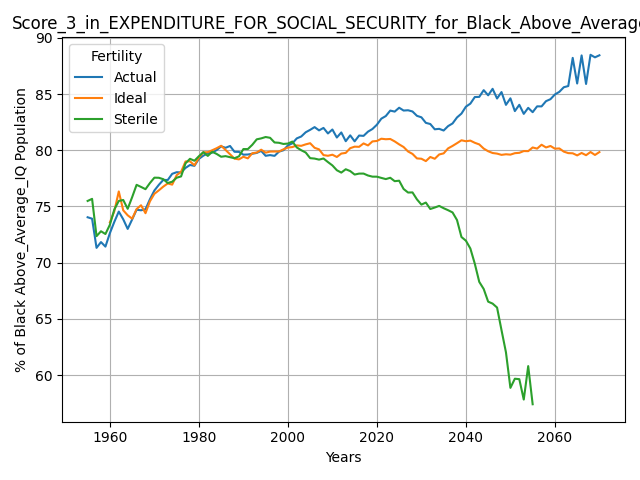 Score_3_in_EXPENDITURE_FOR_SOCIAL_SECURITY_for_Black_Above_Average
90
85
80
75
70
65
60
% of Black Above_Average_IQ Population
Fertility
Actual
Ideal
Sterile
1960 1980 2000 2020 2040 2060
Years